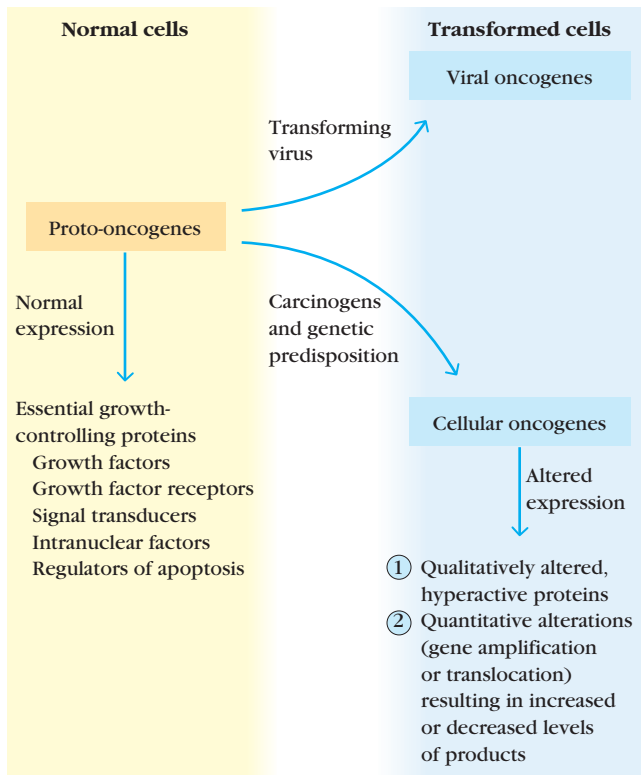 Normal cells
Transformed cells
Viral oncogenes
Transforming
virus
Proto-oncogenes
Normal
expression
Carcinogens
and genetic
predisposition
Essential growth-
controlling proteins
Growth factors
Growth factor receptors
Signal transducers
Intranuclear factors
Regulators of apoptosis
Cellular oncogenes
Altered
expression
1 Qualitatively altered,
hyperactive proteins
2 Quantitative alterations
(gene amplification
or translocation)
resulting in increased
or decreased levels
of products